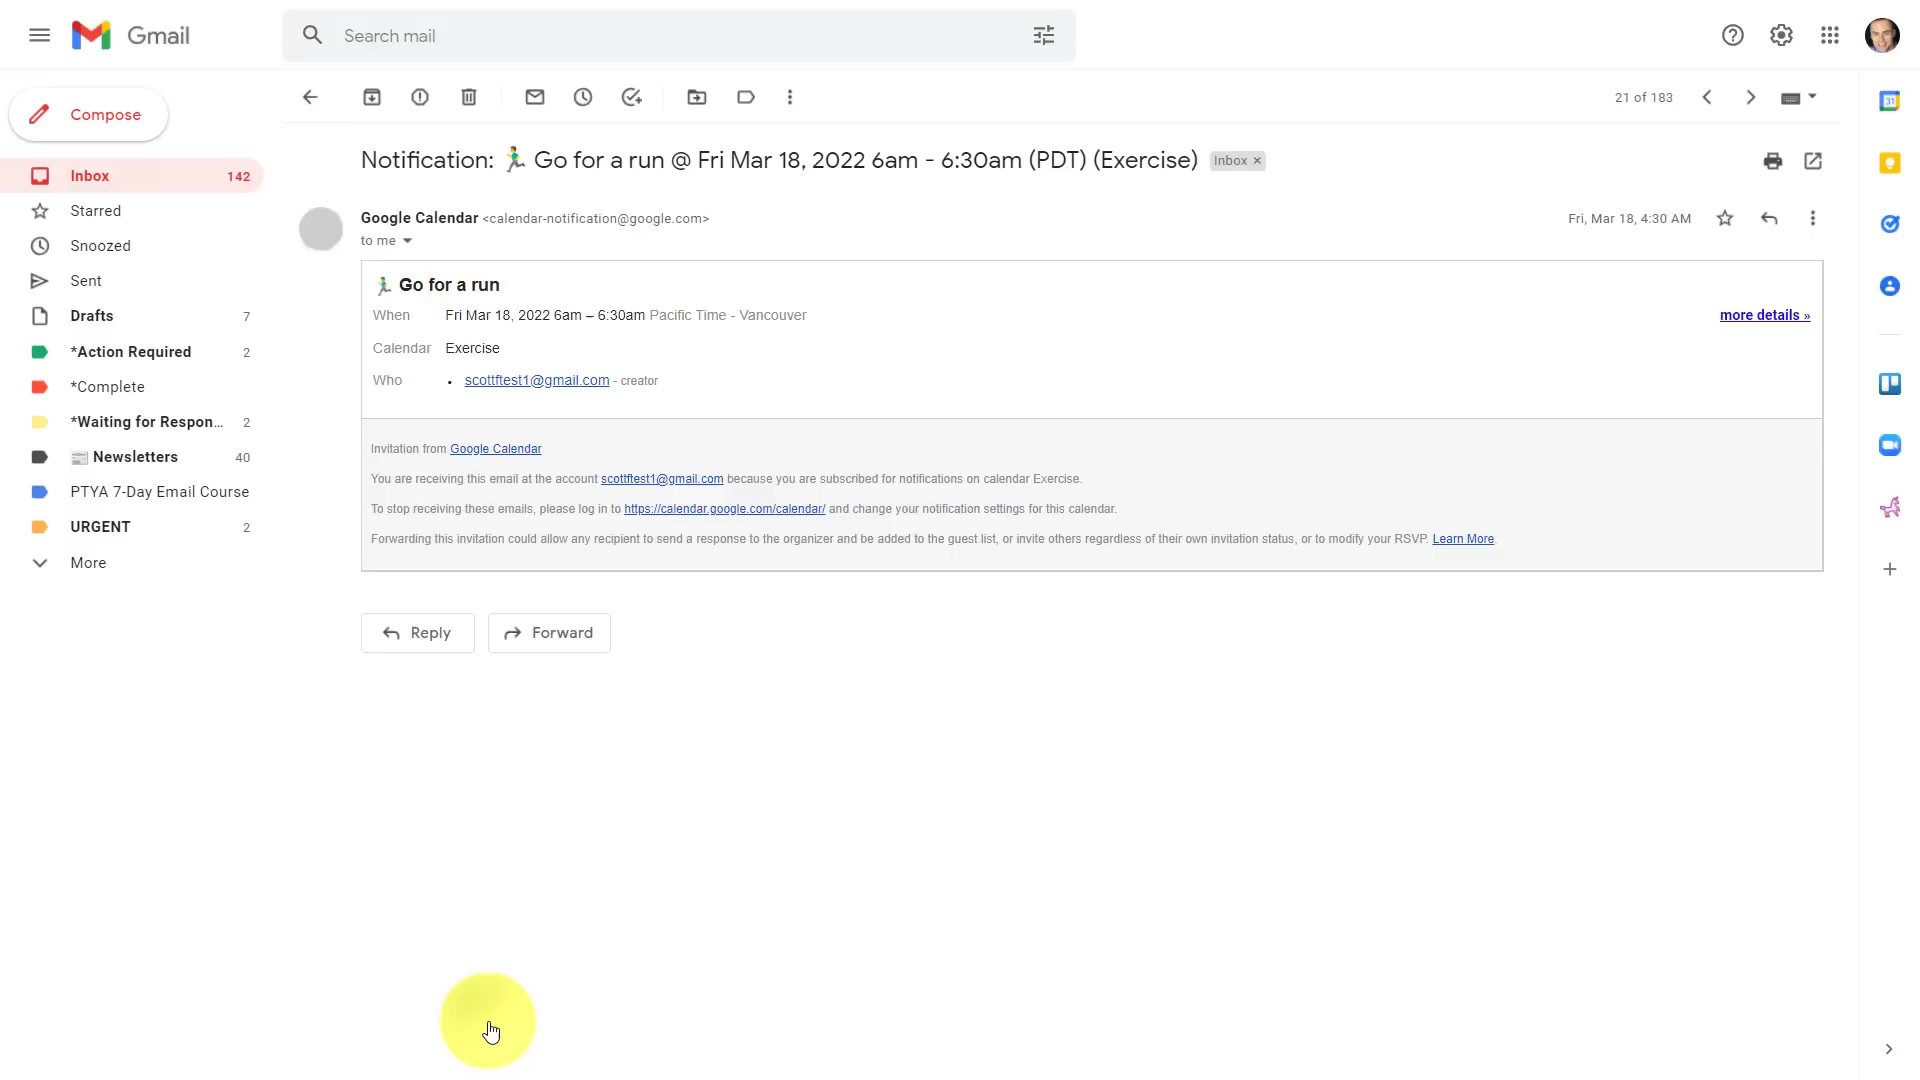 Gmail
Search mail
Compose
21 of 183
Inbox 142
Starred
Snoozed
Sent
Drafts 7
*Action Required 2
*Complete
*Waiting for Respon... 2
📰 Newsletters 40
PTYA 7-Day Email Course
URGENT 2
More
Notification: 🏃‍♂️ Go for a run @ Fri Mar 18, 2022 6am - 6:30am (PDT) (Exercise) Inbox ×
Google Calendar <calendar-notification@google.com>
Fri, Mar 18, 4:30 AM
to me
🏃‍♂️ Go for a run
When Fri Mar 18, 2022 6am – 6:30am Pacific Time - Vancouver
more details »
Calendar Exercise
Who • scottftest1@gmail.com - creator
Invitation from Google Calendar
You are receiving this email at the account scottftest1@gmail.com because you are subscribed for notifications on calendar Exercise.
To stop receiving these emails, please log in to https://calendar.google.com/calendar/ and change your notification settings for this calendar.
Forwarding this invitation could allow any recipient to send a response to the organizer and be added to the guest list, or invite others regardless of their own invitation status, or to modify your RSVP. Learn More.
Reply
Forward
31